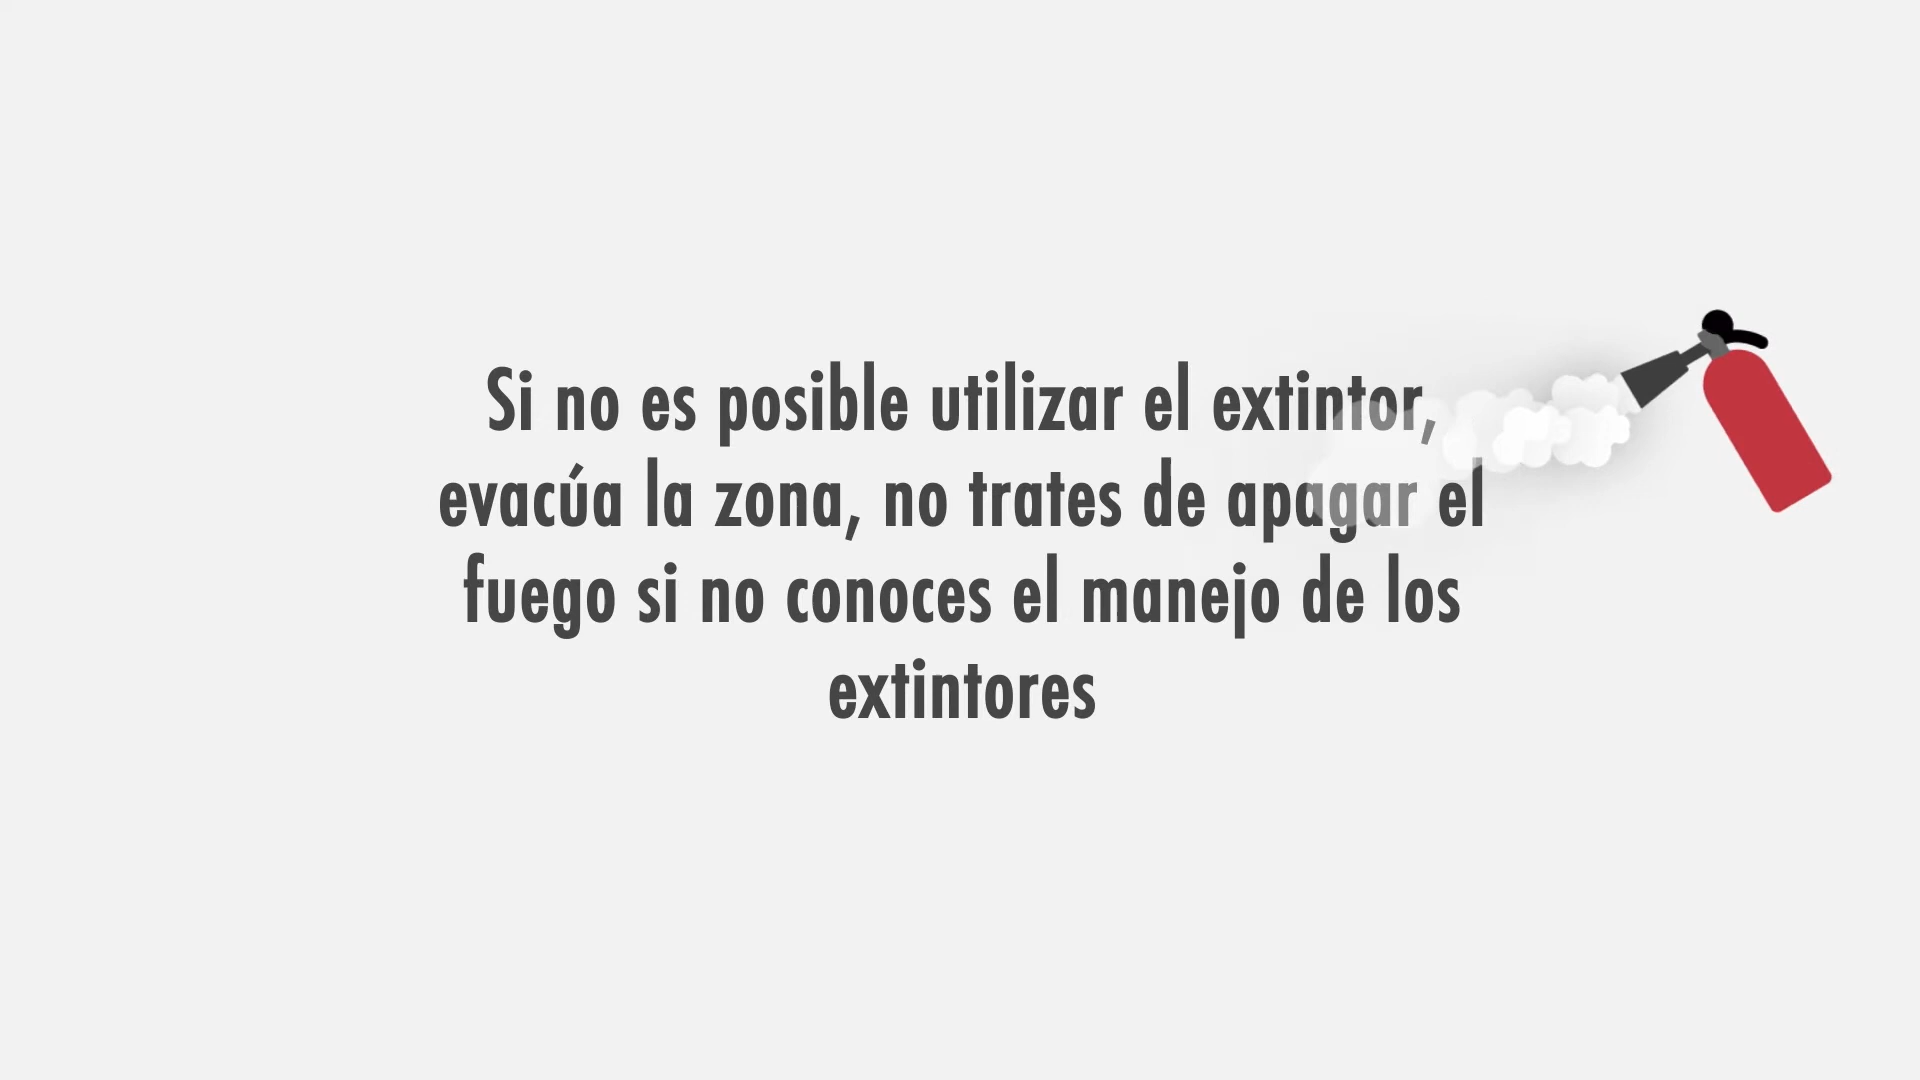 Si no es posible utilizar el extintor,
evacúa la zona, no trates de apagar el
fuego si no conoces el manejo de los
extintores